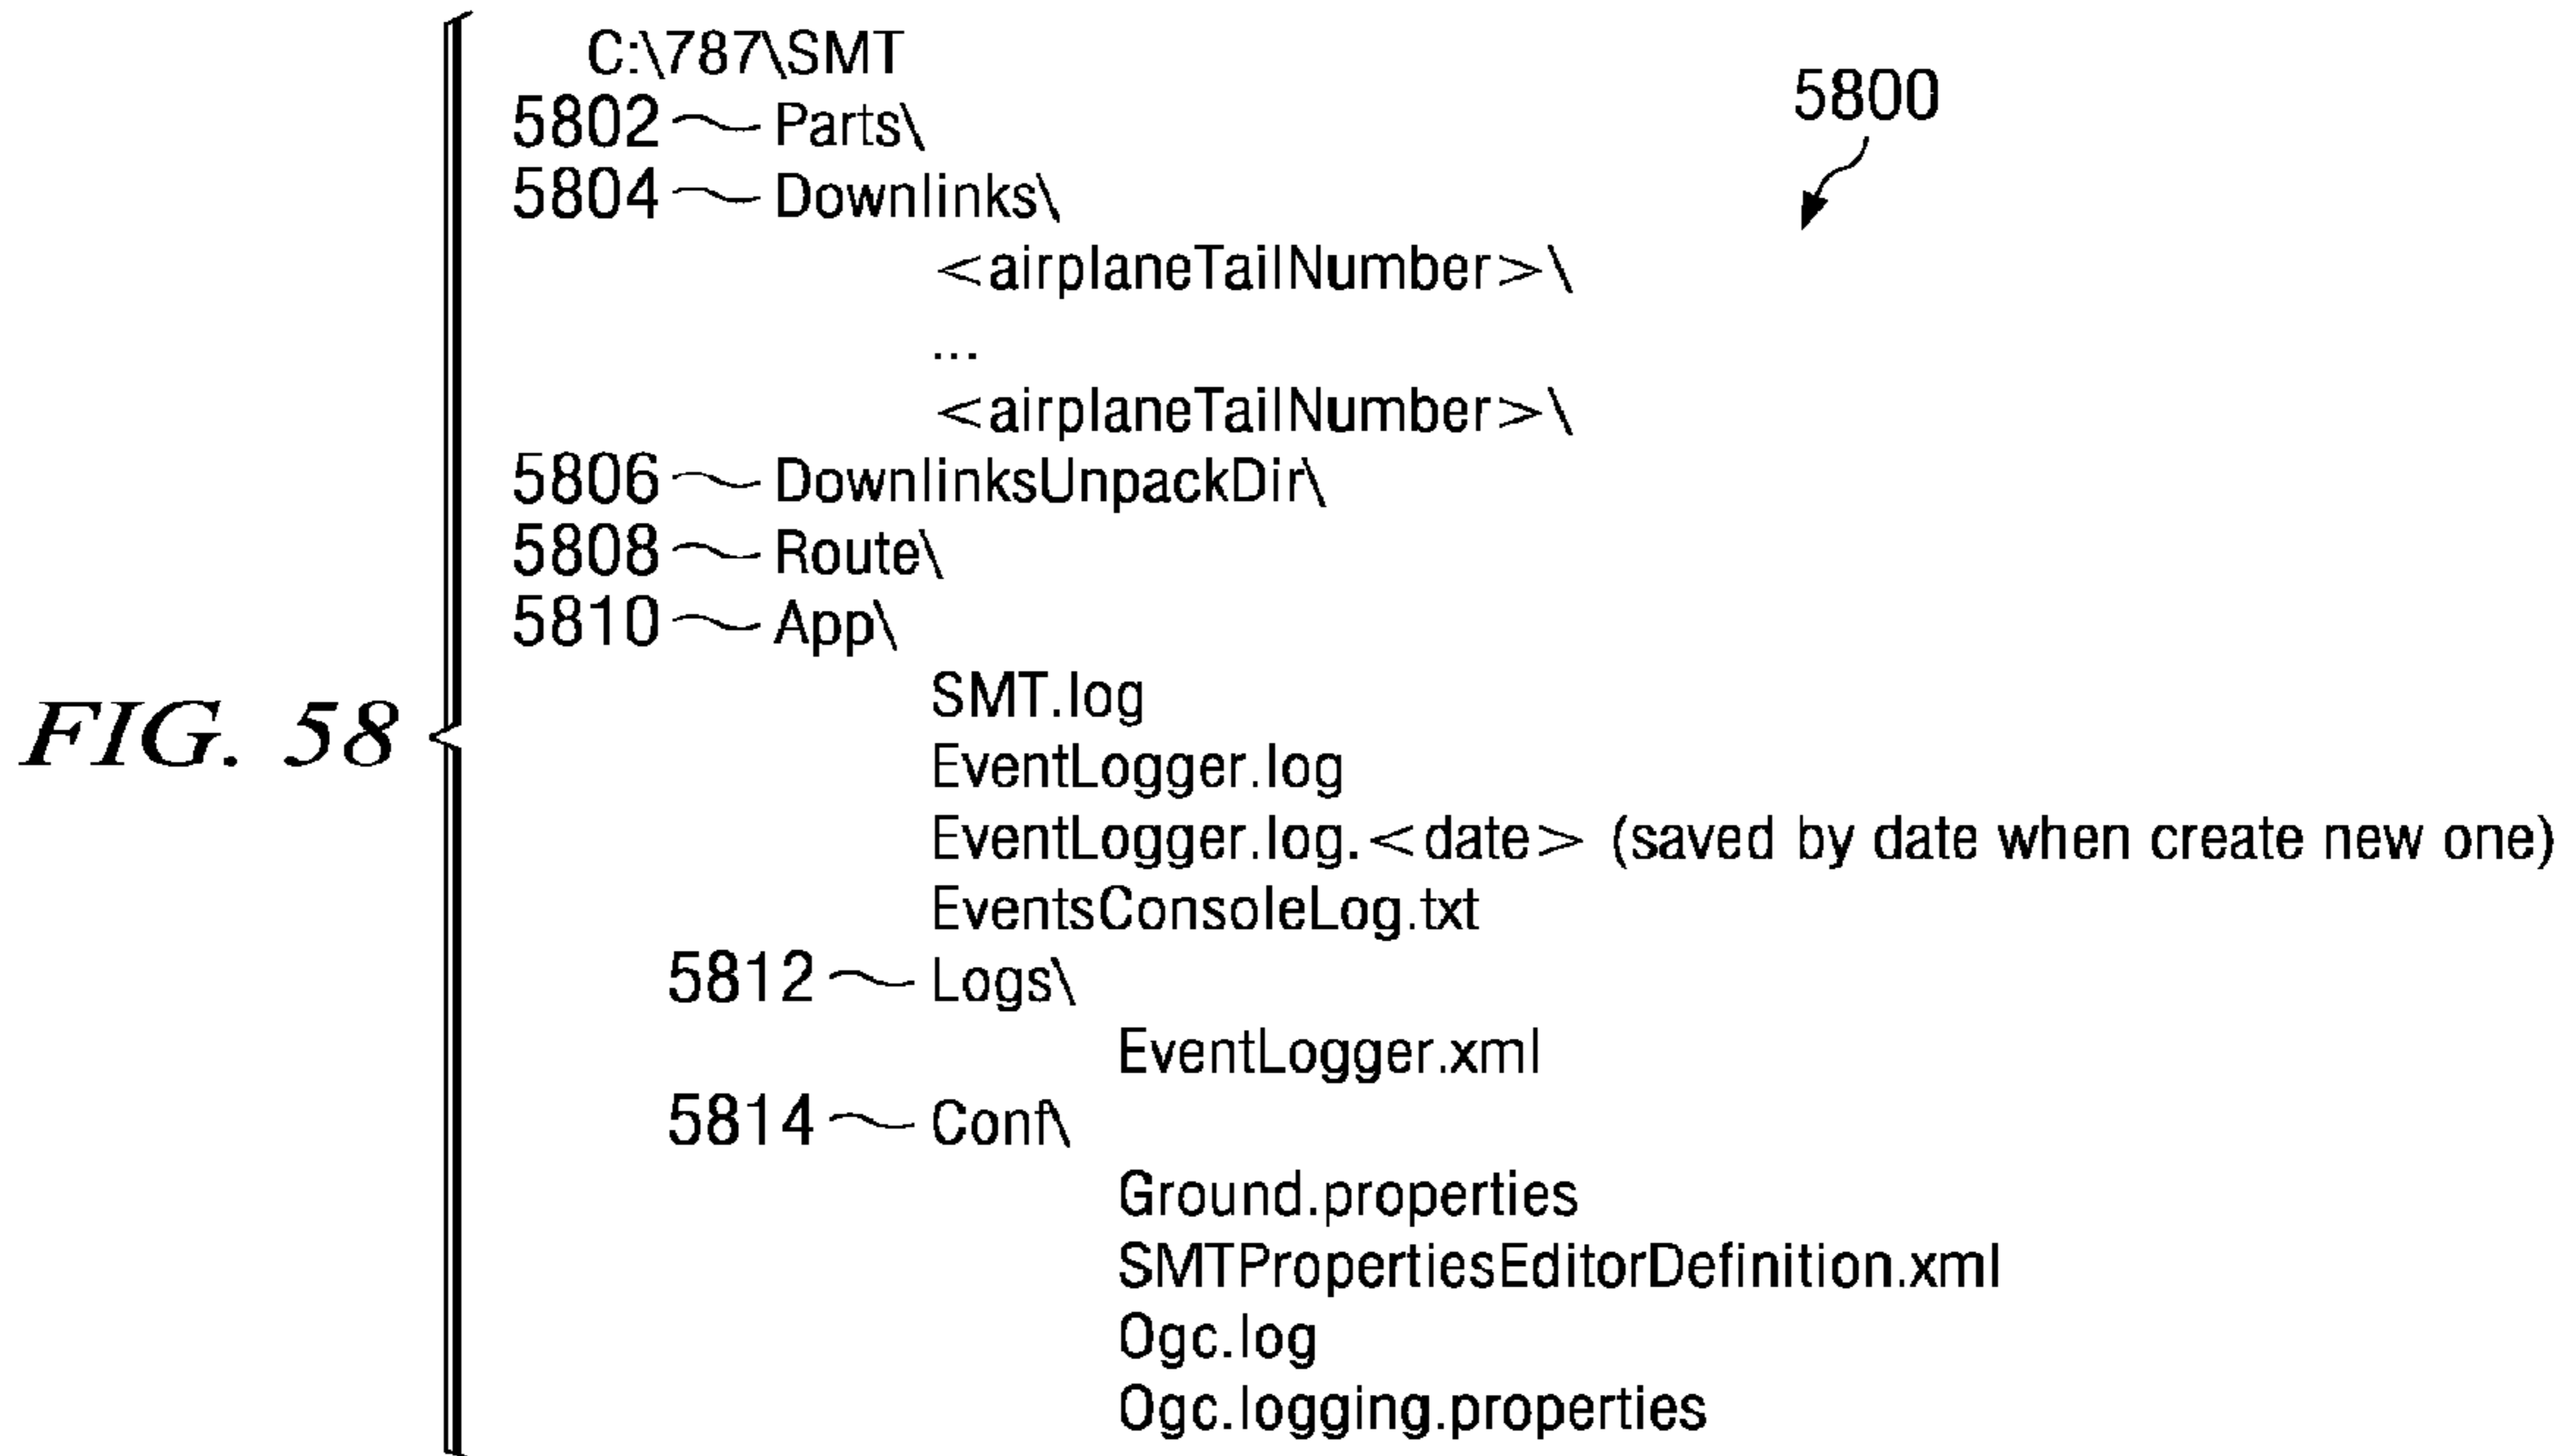 C:\787\SMT
5802 Parts\
5800
5804 Downlinks\
<airplaneTailNumber>\
...
<airplaneTailNumber>\
5806 DownlinksUnpackDir\
5808 Route\
5810 App\
SMT.log
FIG. 58
EventLogger.log
EventLogger.log.<date> (saved by date when create new one)
EventsConsoleLog.txt
5812 Logs\
EventLogger.xml
5814 Conf\
Ground.properties
SMTPropertiesEditorDefinition.xml
Ogc.log
Ogc.logging.properties